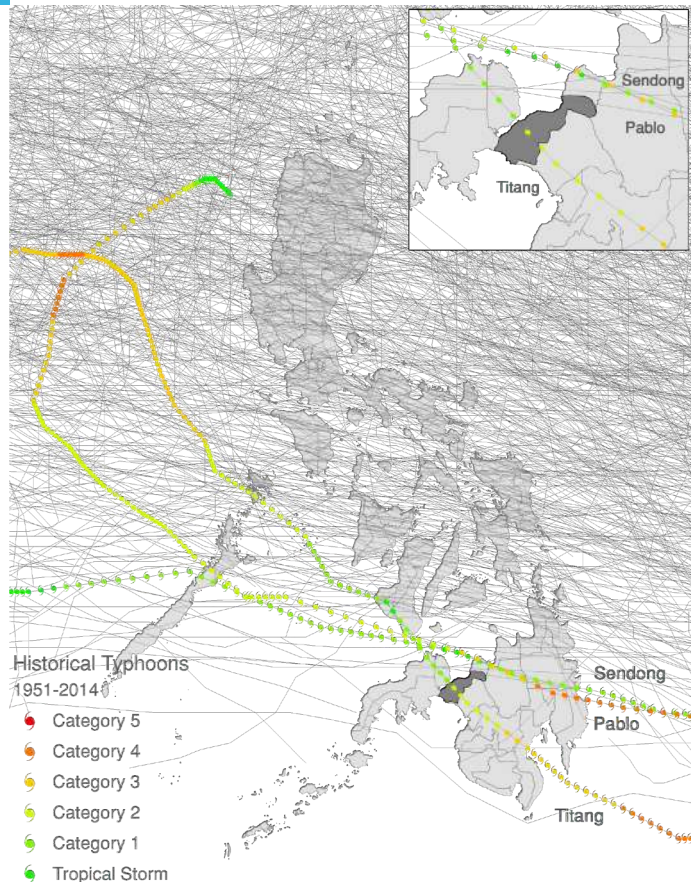 Sendong
Pablo
Titang
Historical Typhoons
1951-2014
Category 5
Category 4
Category 3
Category 2
Category 1
Tropical Storm
Sendong
Pablo
Titang